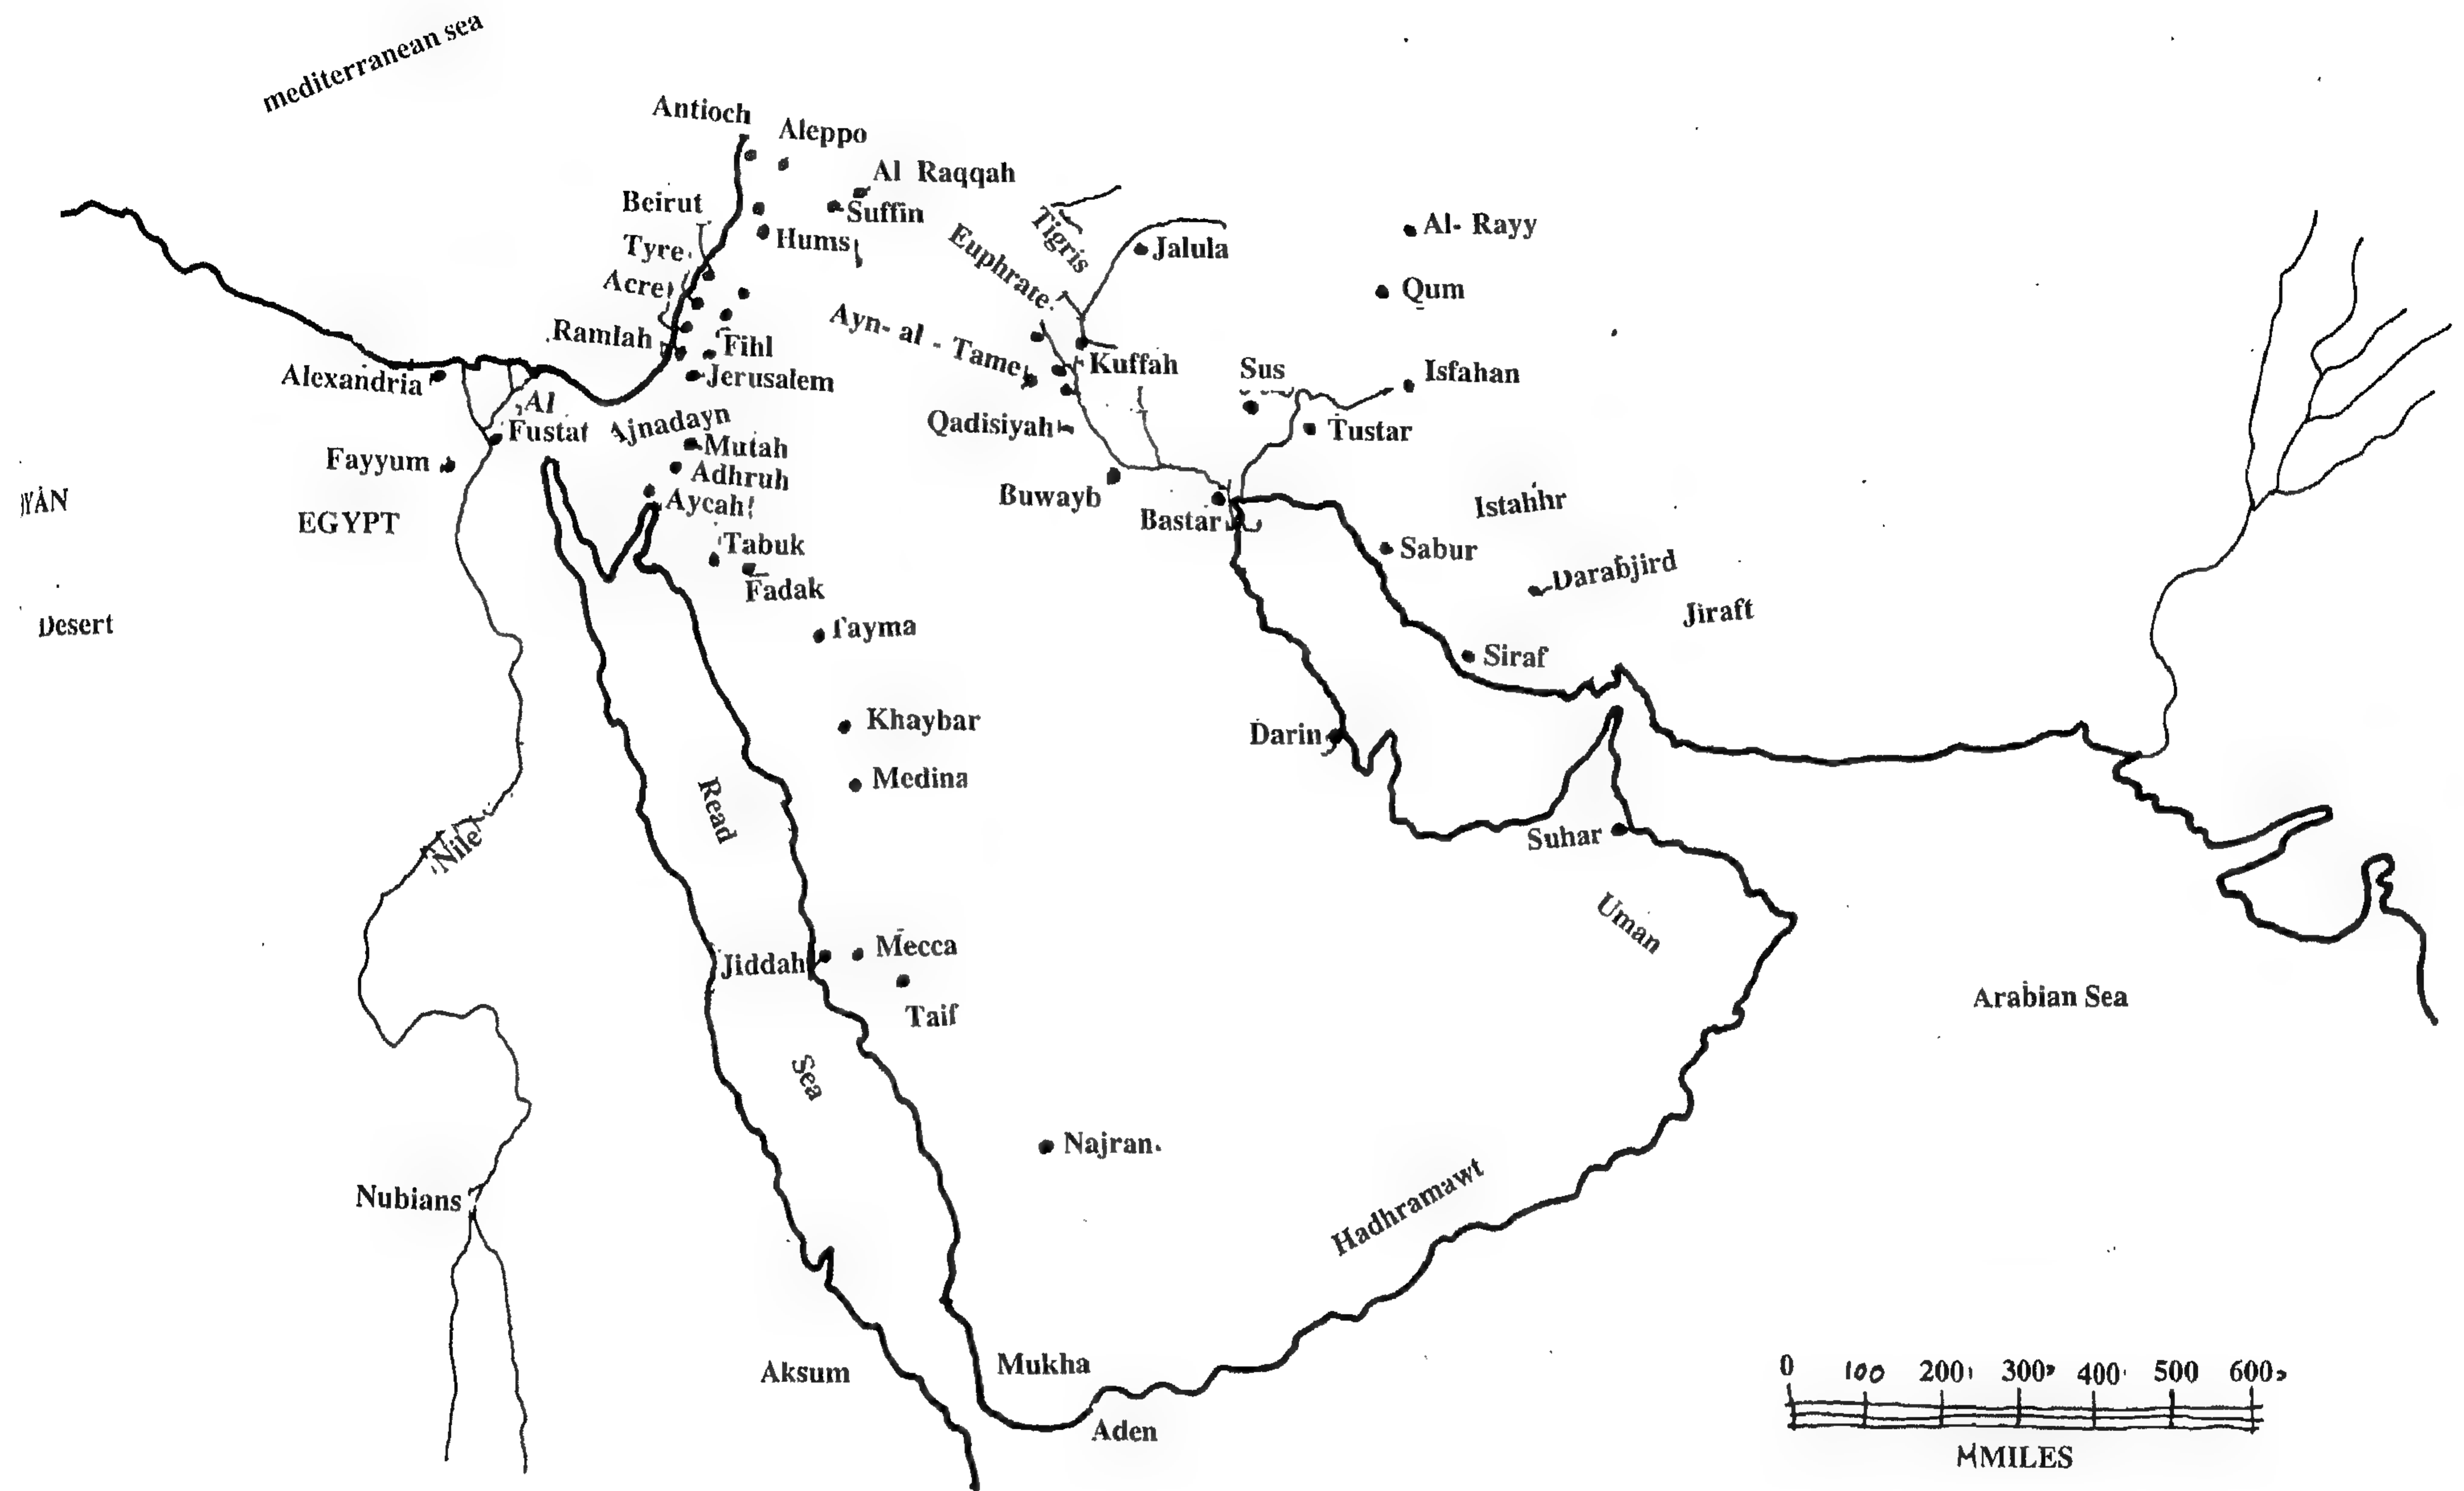 mediterranean sea
Antioch
Aleppo
Al Raqqah
Suffin
Beirut
Hums
Tyre
Acre
Ramlah
Fihl
Jerusalem
Alexandria
Al
Fustat
Ajnadayn
Mutah
Adhruh
Aycah
Fayyum
EGYPT
Desert
Tabuk
Fadak
Tayma
Khaybar
Medina
Read
Sea
Nile
Jiddah
Mecca
Taif
Najran
Nubians
Aksum
Mukha
Aden
Hadhramawt
Tigris
Euphrate
Jalula
Ayn- al - Tame
Kuffah
Qadisiyah
Buwayb
Bastar
Sus
Tustar
Al- Rayy
Qum
Isfahan
Istahhr
Sabur
Darabjird
Jiraft
Siraf
Darin
Suhar
Uman
Arabian Sea
0 100 200 300 400 500 600
MMILES